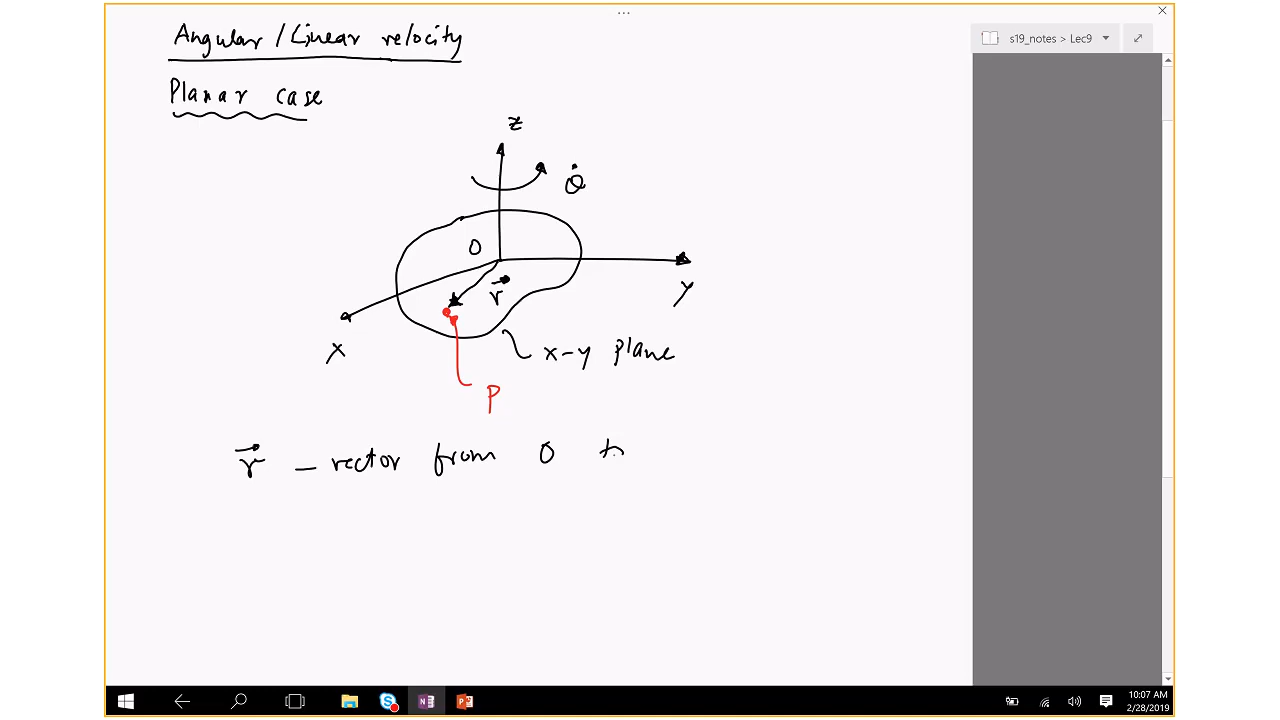 Angular / Linear velocity
s19_notes > Lec9
Planar case
z
θ̇
O
r⃗
y
x
x-y plane
P
r⃗ — vector from O to
10:07 AM
2/28/2019